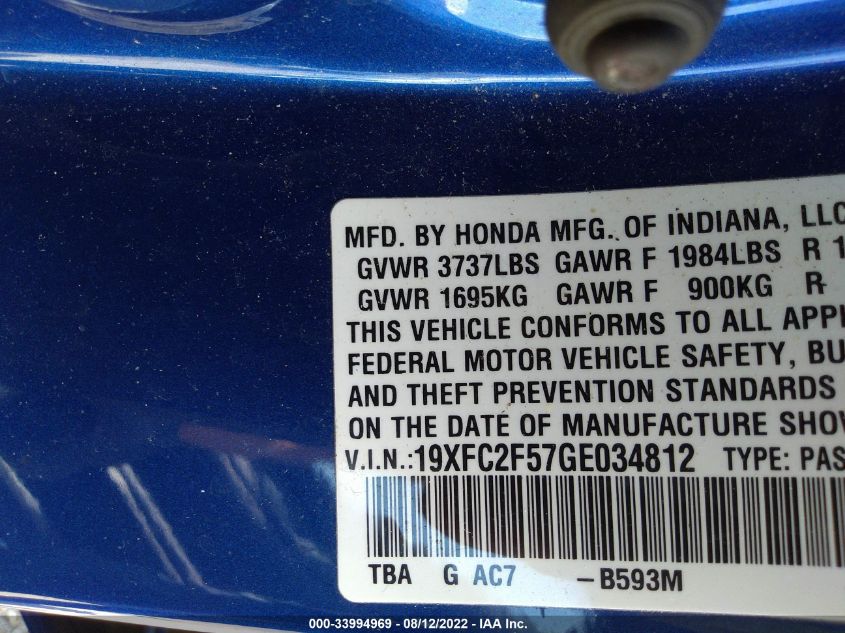 MFD. BY HONDA MFG. OF INDIANA, LLC
GVWR 3737LBS GAWR F 1984LBS R 1
GVWR 1695KG GAWR F 900KG R
THIS VEHICLE CONFORMS TO ALL APPL
FEDERAL MOTOR VEHICLE SAFETY, BU
AND THEFT PREVENTION STANDARDS
ON THE DATE OF MANUFACTURE SHOW
V.I.N.:19XFC2F57GE034812 TYPE: PAS
TBA G AC7 -B593M
000-33994969 - 08/12/2022 - IAA Inc.